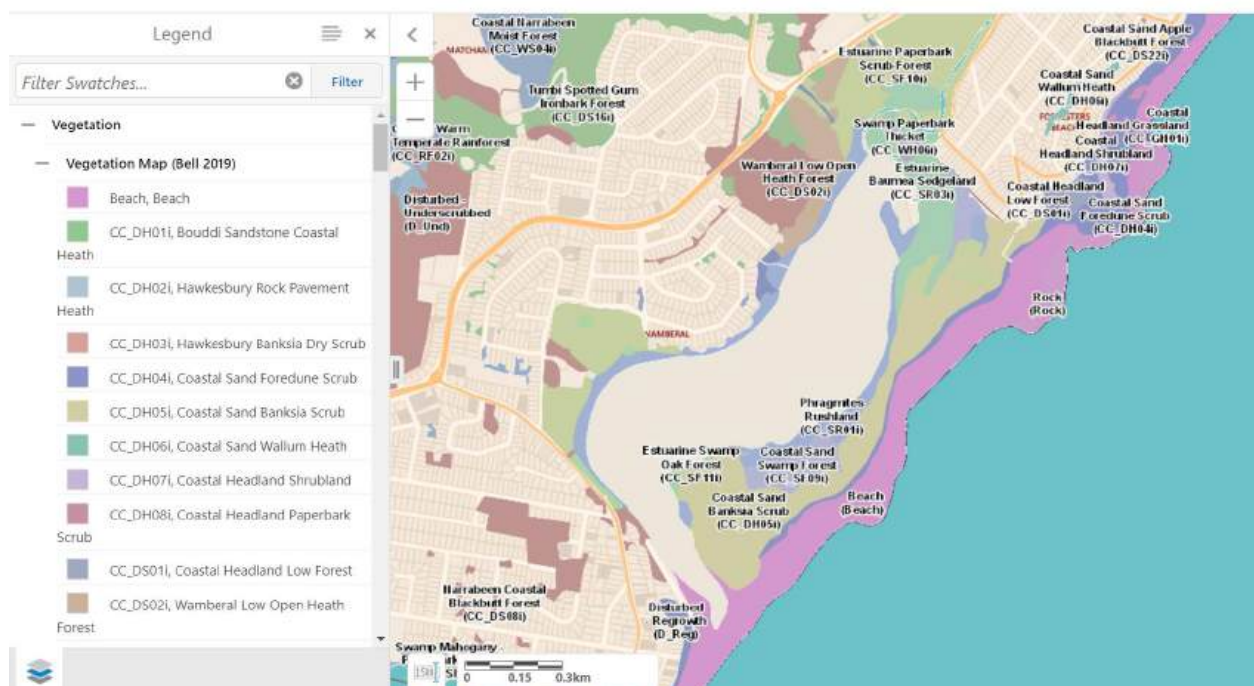 Legend
Filter Swatches...
Filter
Vegetation
Vegetation Map (Bell 2019)
Beach, Beach
CC_DH01i, Bouddi Sandstone Coastal
Heath
CC_DH02i, Hawkesbury Rock Pavement
Heath
CC_DH03i, Hawkesbury Banksia Dry Scrub
CC_DH04i, Coastal Sand Foredune Scrub
CC_DH05i, Coastal Sand Banksia Scrub
CC_DH06i, Coastal Sand Wallum Heath
CC_DH07i, Coastal Headland Shrubland
CC_DH08i, Coastal Headland Paperbark
Scrub
CC_DS01i, Coastal Headland Low Forest
CC_DS02i, Wamberal Low Open Heath
Forest
Coastal Narrabeen
Moist Forest
(CC_WS04i)
Tumbi Spotted Gum
Ironbark Forest
(CC_DS16i)
Warm
Temperate Rainforest
(CC_RF02i)
Disturbed -
Underscrubbed
(D_Und)
Estuarine Paperbark
Scrub Forest
(CC_SF10i)
Coastal Sand Apple
Blackbutt Forest
(CC_DS22i)
Coastal Sand
Wallum Heath
(CC_DH06i)
Coastal
Headland Grassland
(CC_GH01i)
Coastal
Headland Shrubland
(CC_DH07i)
Swamp Paperbark
Thicket
(CC_WH06i)
Estuarine
Baumea Sedgeland
(CC_SR03i)
Wamberal Low Open
Heath Forest
(CC_DS02i)
Coastal Headland
Low Forest
(CC_DS01i)
Coastal Sand
Foredune Scrub
(CC_DH04i)
Rock
(Rock)
WAMBERAL
Phragmites
Rushland
(CC_SR01i)
Estuarine Swamp
Oak Forest
(CC_SF11i)
Coastal Sand
Swamp Forest
(CC_SF09i)
Coastal Sand
Banksia Scrub
(CC_DH05i)
Beach
(Beach)
Narrabeen Coastal
Blackbutt Forest
(CC_DS08i)
Disturbed
Regrowth
(D_Reg)
Swamp Mahogany -
0 0.15 0.3km